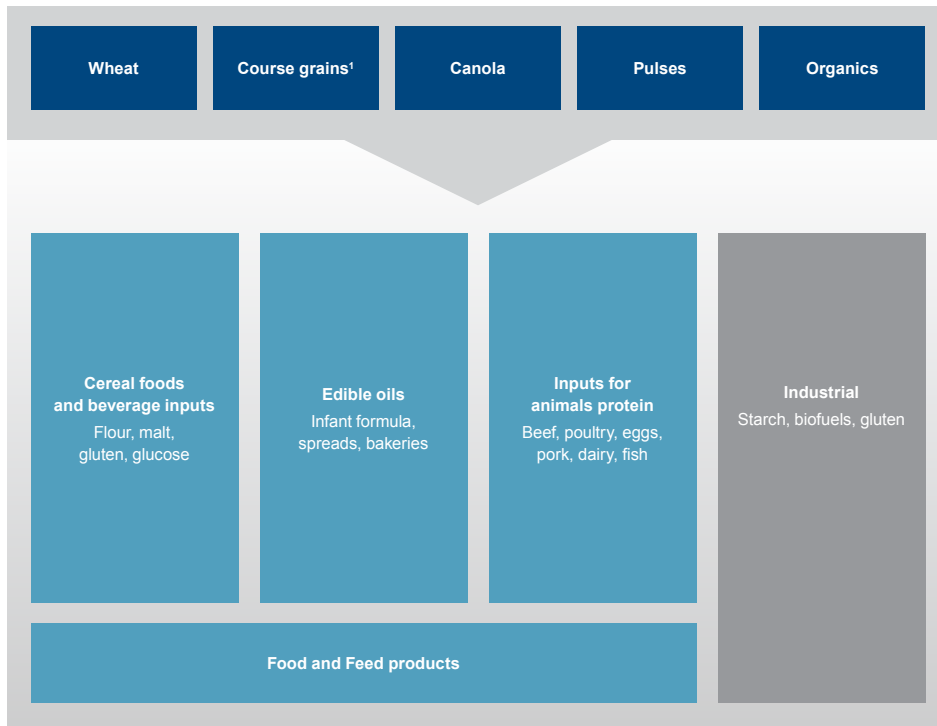 Wheat
Course grains¹
Canola
Pulses
Organics
Cereal foods
and beverage inputs
Flour, malt,
gluten, glucose
Edible oils
Infant formula,
spreads, bakeries
Inputs for
animals protein
Beef, poultry, eggs,
pork, dairy, fish
Industrial
Starch, biofuels, gluten
Food and Feed products